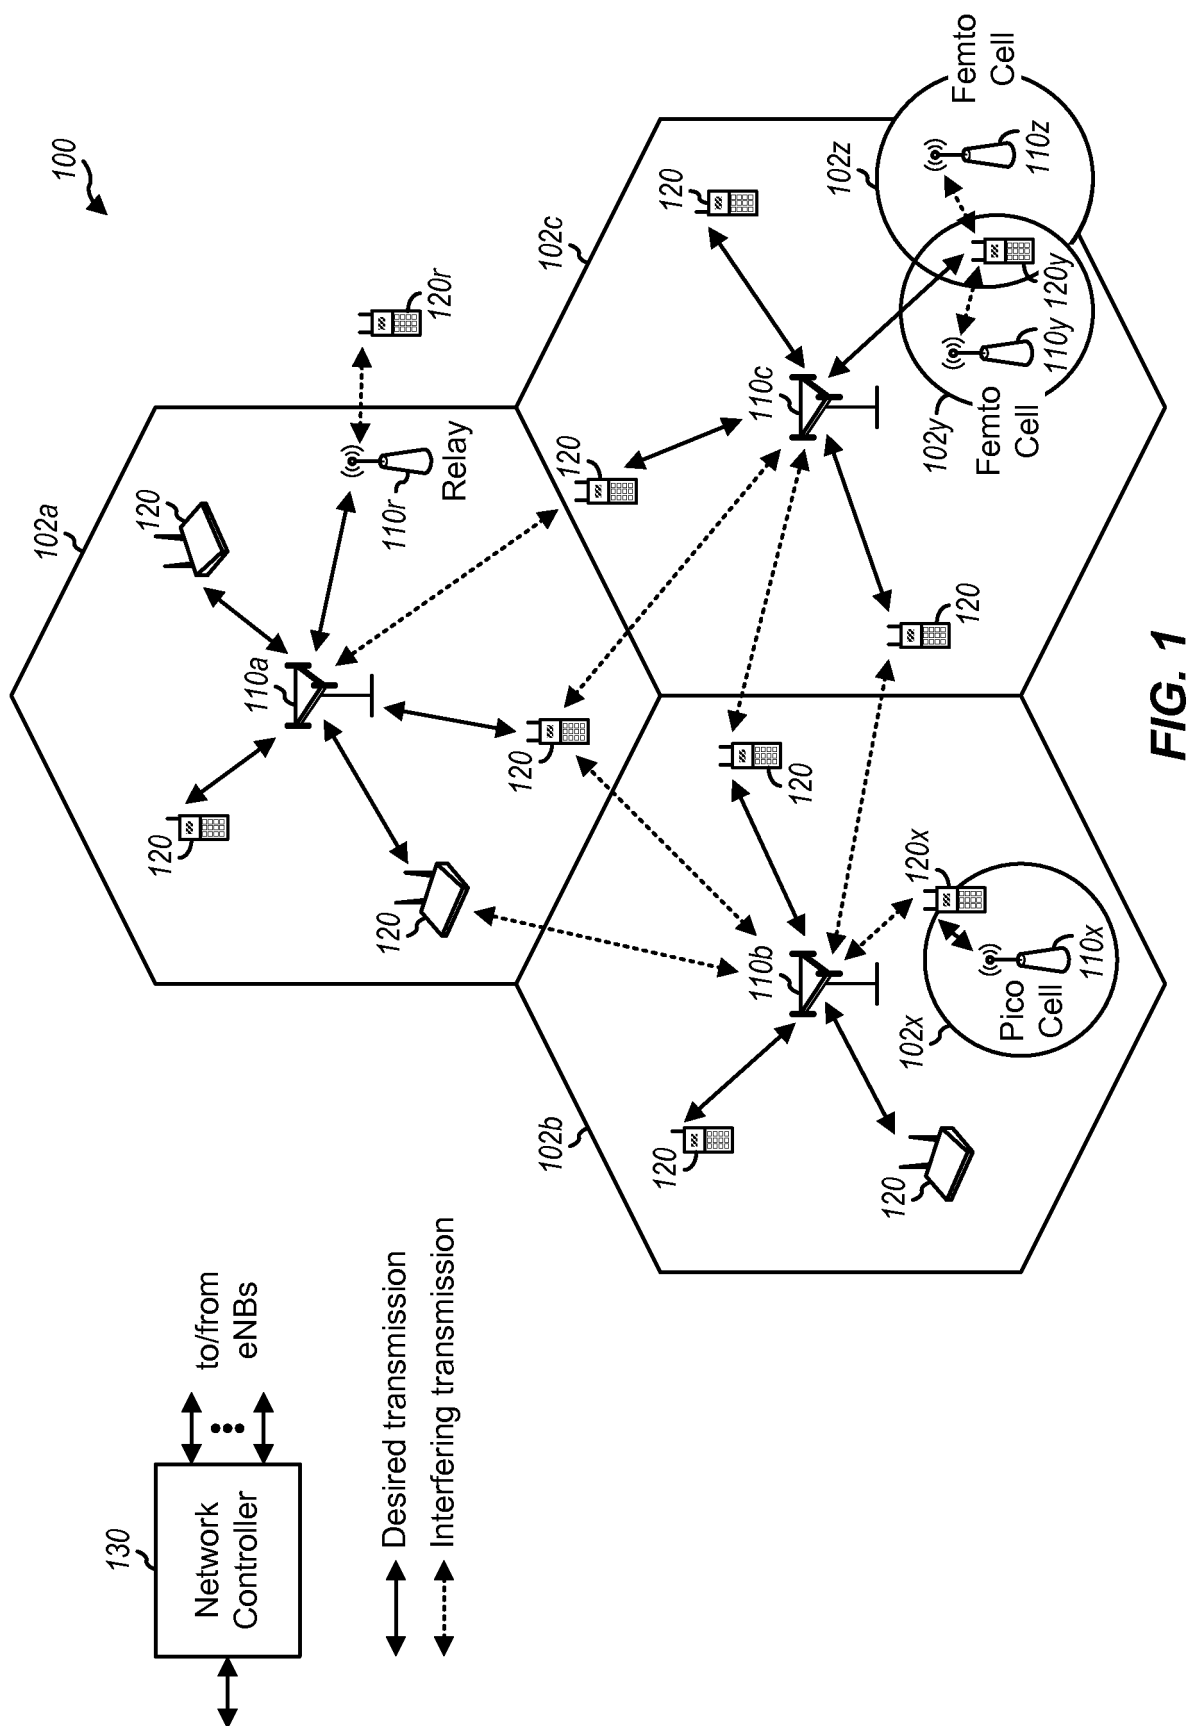 100
130
Network
Controller
to/from
eNBs
Desired transmission
Interfering transmission
102a
120
120
110a
110r
Relay
120r
120
120
102b
120
120
110b
120
102c
120
120
110c
120
102x
Pico
Cell
110x
120x
102y
Femto
Cell
110y
120y
102z
110z
Femto
Cell
FIG. 1